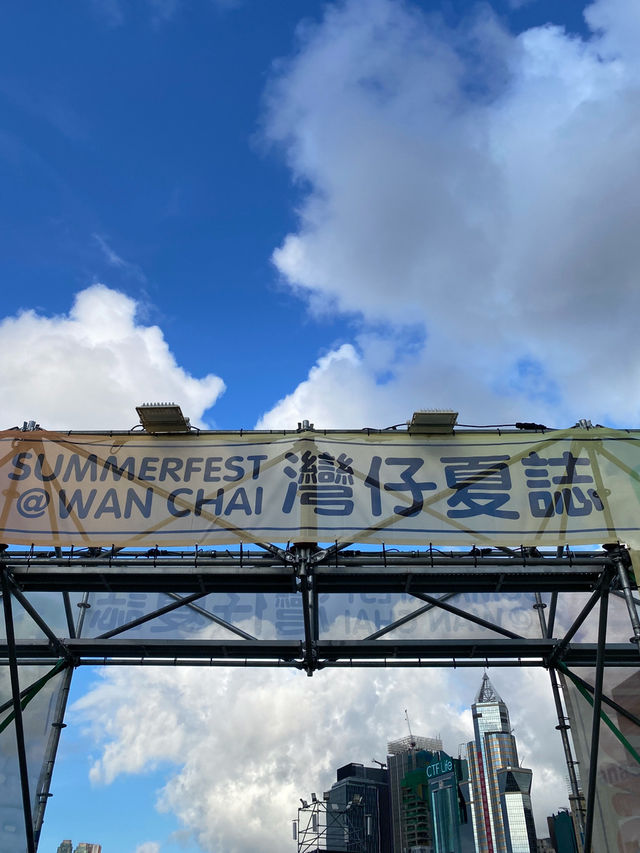 SUMMERFEST
@WAN CHAI
灣仔夏誌
CTF Life